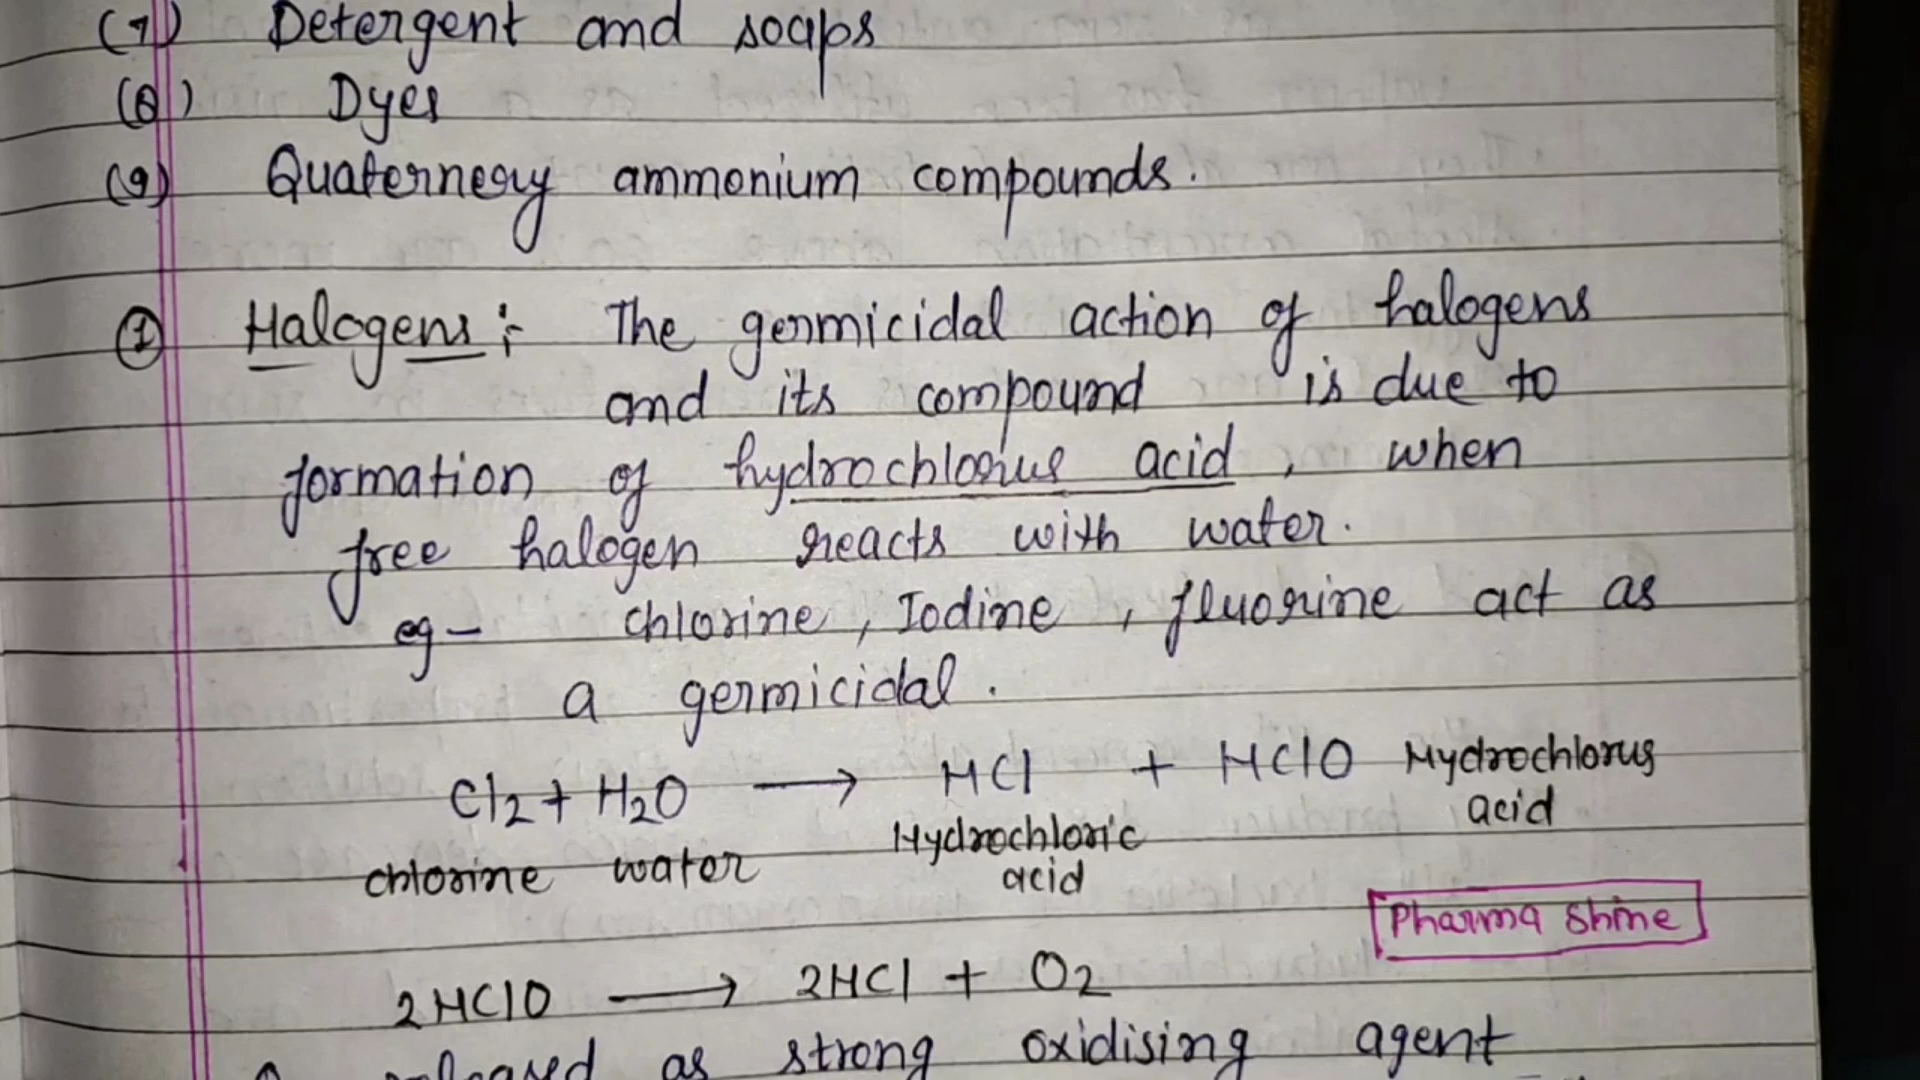 (7) Detergent and soaps
(8) Dyes
(9) Quaternery ammonium compounds.
① Halogens :- The germicidal action of halogens
and its compound is due to
formation of hydrochlorus acid, when
free halogen reacts with water.
eg- chlorine, Iodine, fluorine act as
a germicidal.
Cl2 + H2O ⟶ HCl + HClO Hydrochlorus
acid
chlorine water Hydrochloric
acid
Pharma Shine
2HClO ⟶ 2HCl + O2
released as strong oxidising agent